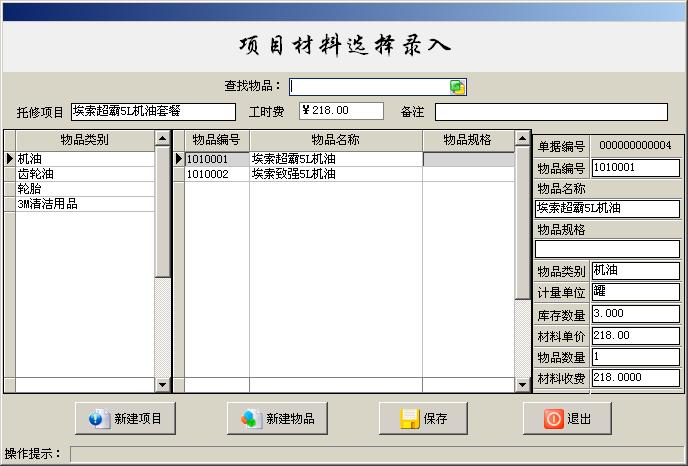 项目材料选择录入
查找物品：
托修项目 埃索超霸5L机油套餐 工时费 ￥218.00 备注
物品类别
机油
齿轮油
轮胎
3M清洁用品
物品编号 物品名称 物品规格
1010001 埃索超霸5L机油
1010002 埃索致强5L机油
单据编号 000000000004
物品编号 1010001
物品名称
埃索超霸5L机油
物品规格
物品类别 机油
计量单位 罐
库存数量 3.000
材料单价 218.00
物品数量 1
材料收费 218.0000
新建项目 新建物品 保存 退出
操作提示：